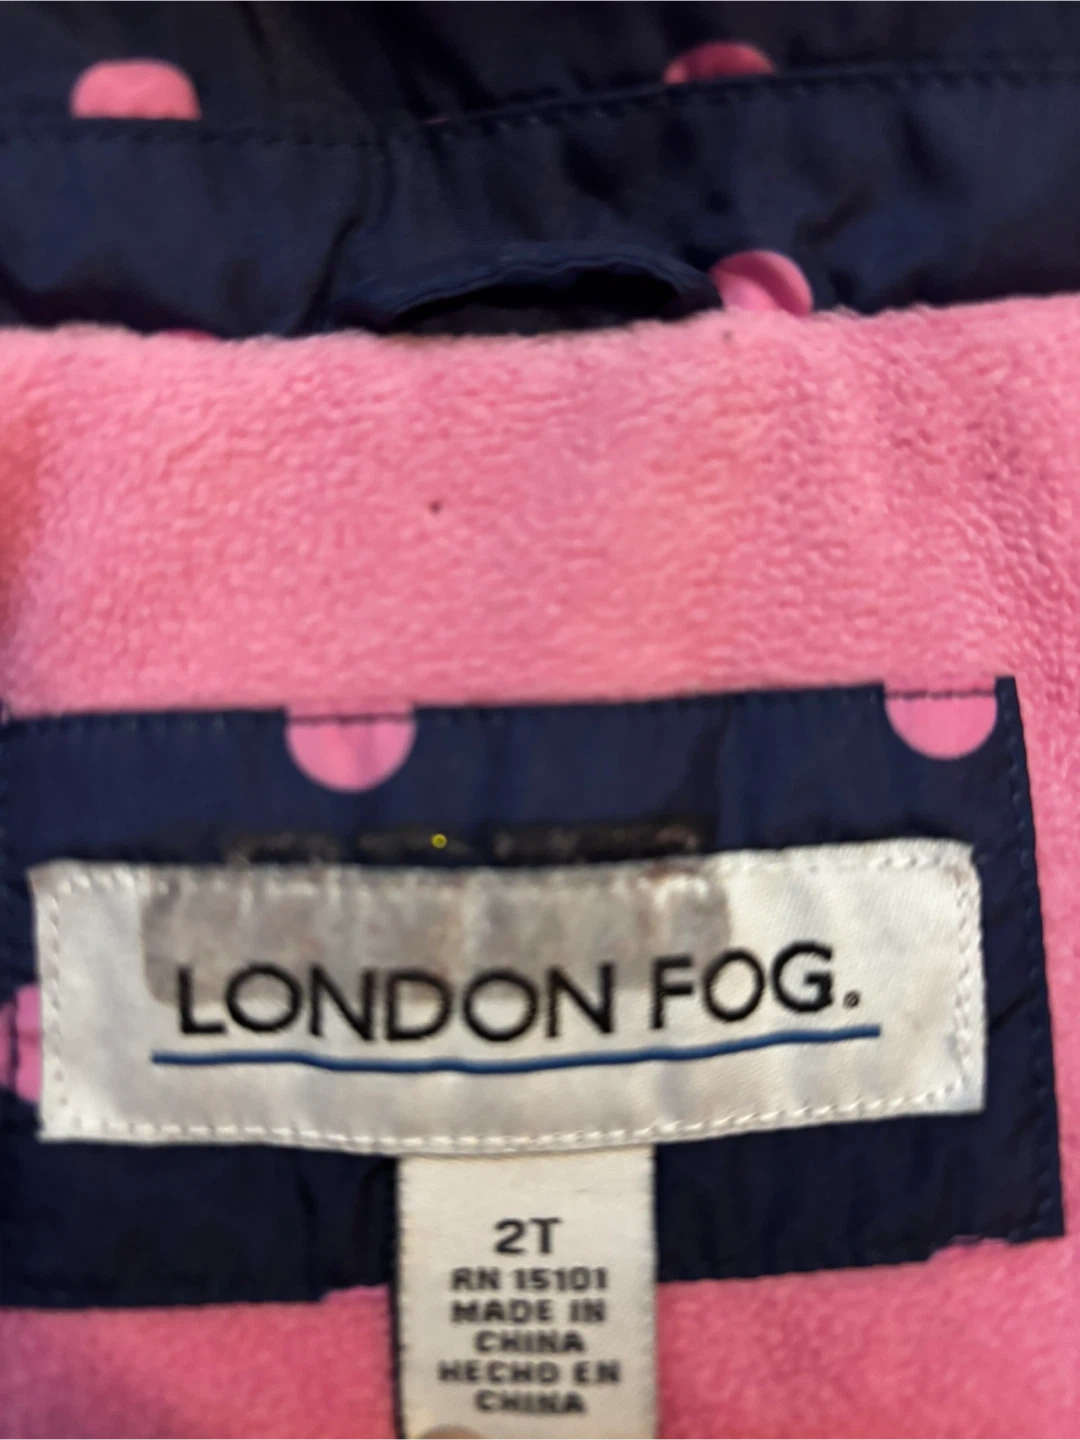 LONDON FOG.
2T
RN 15101
MADE IN
CHINA
HECHO EN
CHINA